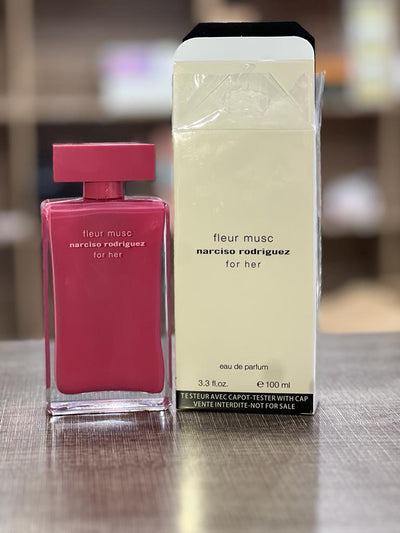 fleur musc
narciso rodriguez
for her
fleur musc
narciso rodriguez
for her
eau de parfum
3.3 fl.oz. ℮ 100 ml
TESTEUR AVEC CAPOT-TESTER WITH CAP
VENTE INTERDITE-NOT FOR SALE